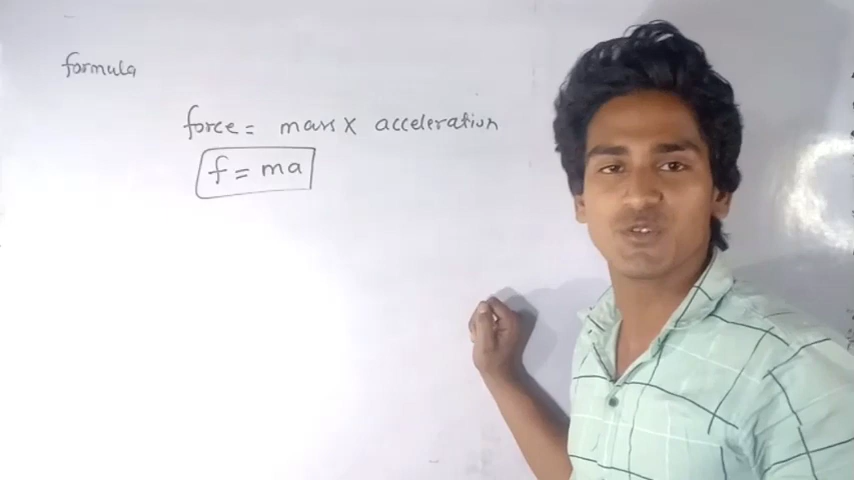 formula
force = mass x acceleration
f = ma